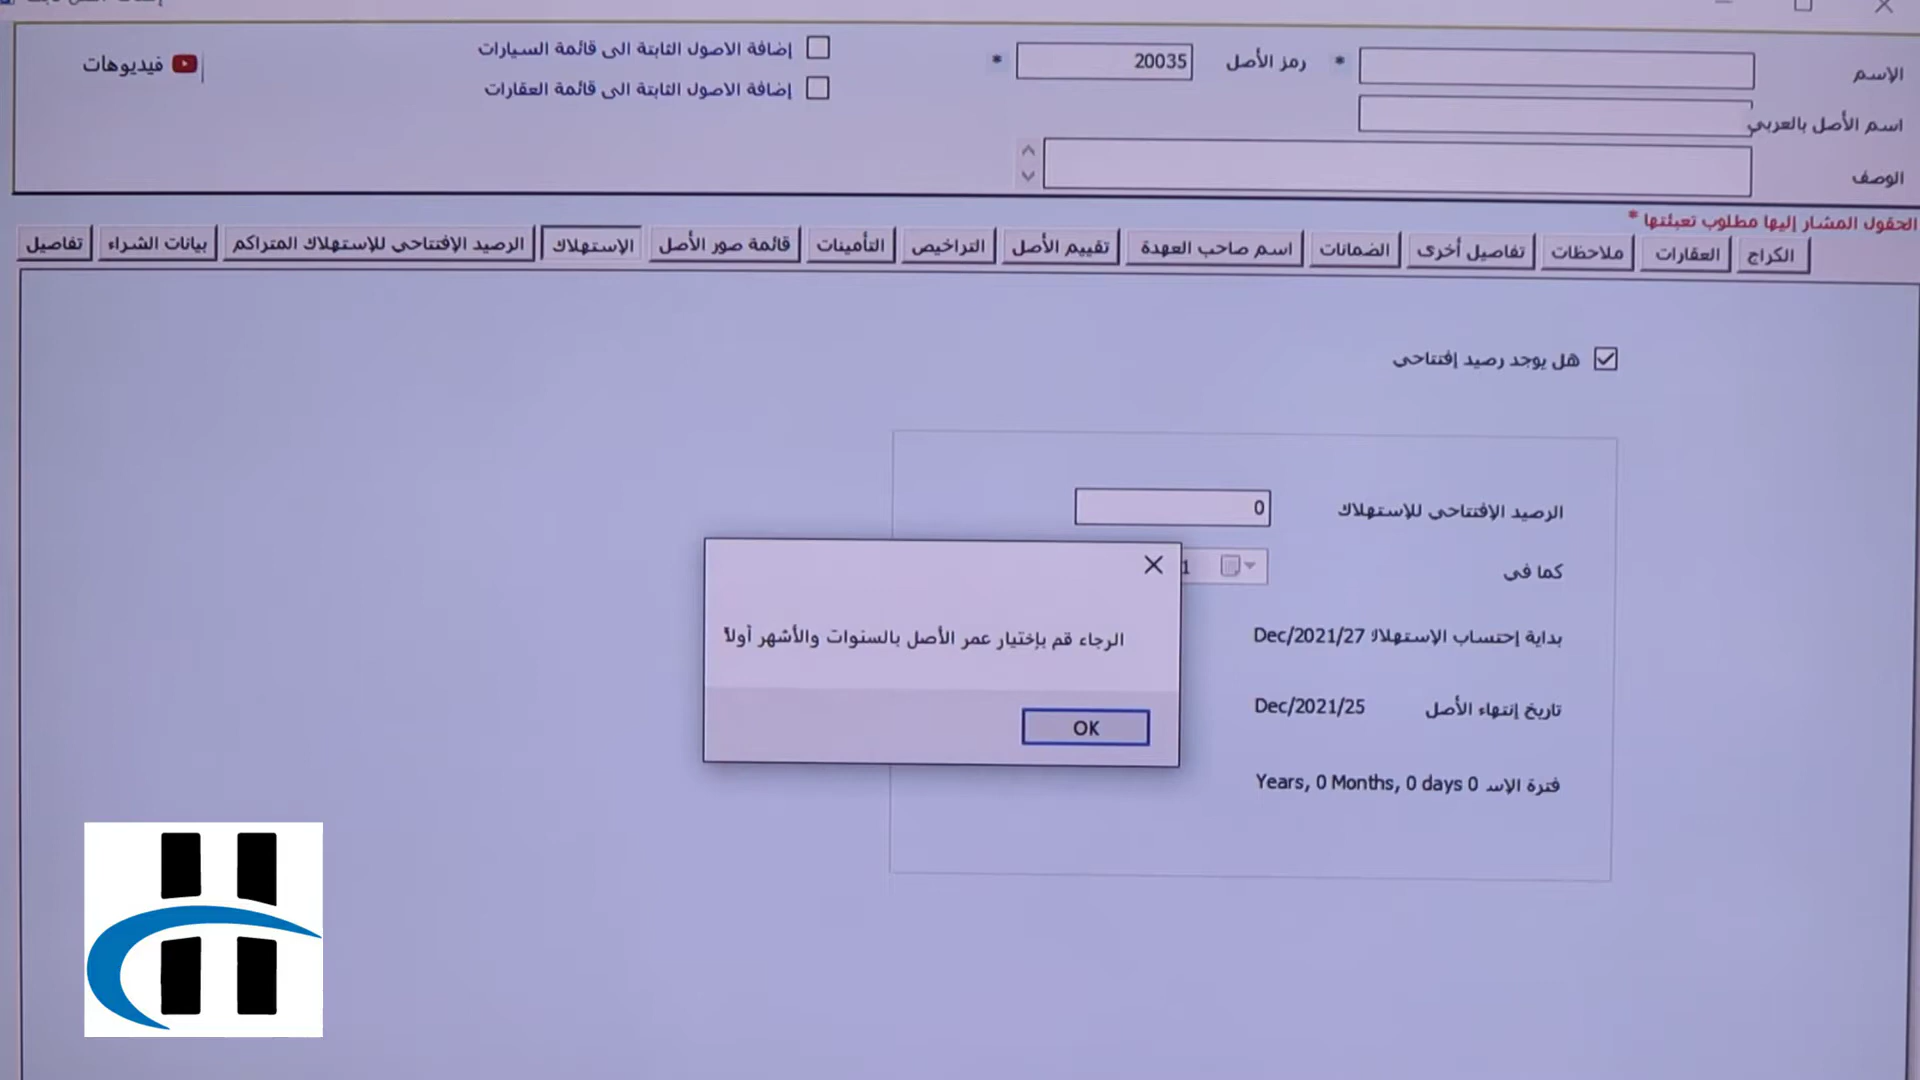 الإسم *
رمز الأصل 20035 *
إضافة الاصول الثابتة الى قائمة السيارات
فيديوهات
إضافة الاصول الثابتة الى قائمة العقارات
اسم الأصل بالعربي
الوصف
الحقول المشار إليها مطلوب تعبئتها *
الكراج
العقارات
ملاحظات
تفاصيل أخرى
الضمانات
اسم صاحب العهدة
تقييم الأصل
التراخيص
التأمينات
قائمة صور الأصل
الإستهلاك
الرصيد الإفتتاحي للإستهلاك المتراكم
بيانات الشراء
تفاصيل
هل يوجد رصيد إفتتاحي
الرصيد الإفتتاحي للإستهلاك 0
كما في 1
الرجاء قم بإختيار عمر الأصل بالسنوات والأشهر أولاً
OK
بداية إحتساب الإستهلاك 27/Dec/2021
تاريخ إنتهاء الأصل 25/Dec/2021
فترة الإس 0 Years, 0 Months, 0 days